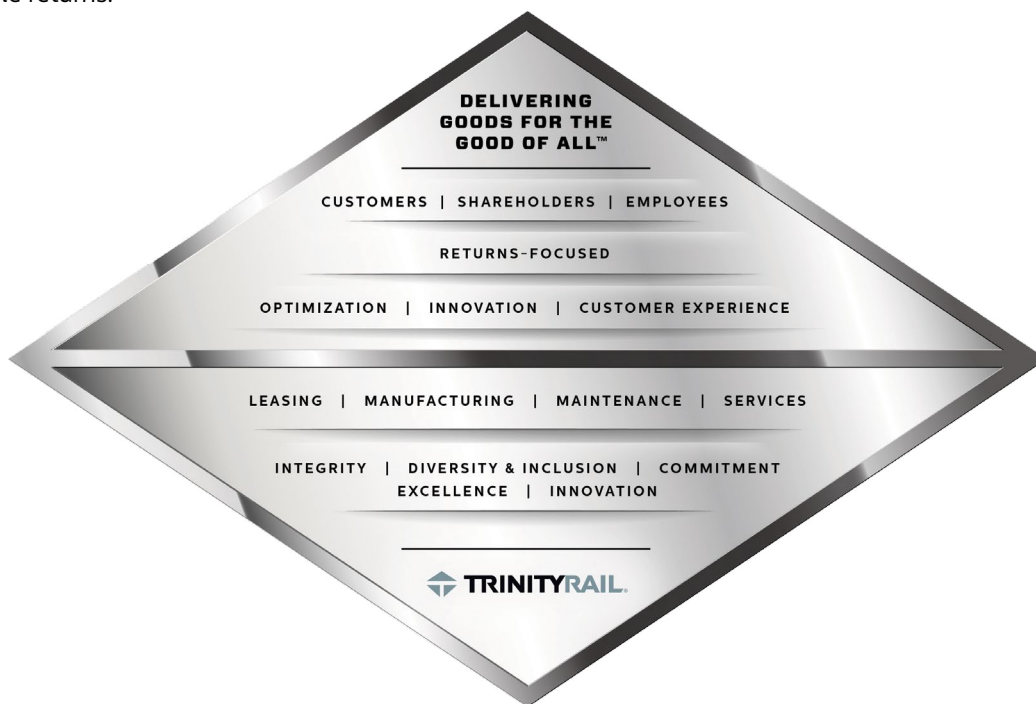 returns.
DELIVERING
GOODS FOR THE
GOOD OF ALL™
CUSTOMERS | SHAREHOLDERS | EMPLOYEES
RETURNS-FOCUSED
OPTIMIZATION | INNOVATION | CUSTOMER EXPERIENCE
LEASING | MANUFACTURING | MAINTENANCE | SERVICES
INTEGRITY | DIVERSITY & INCLUSION | COMMITMENT
EXCELLENCE | INNOVATION
TRINITYRAIL®